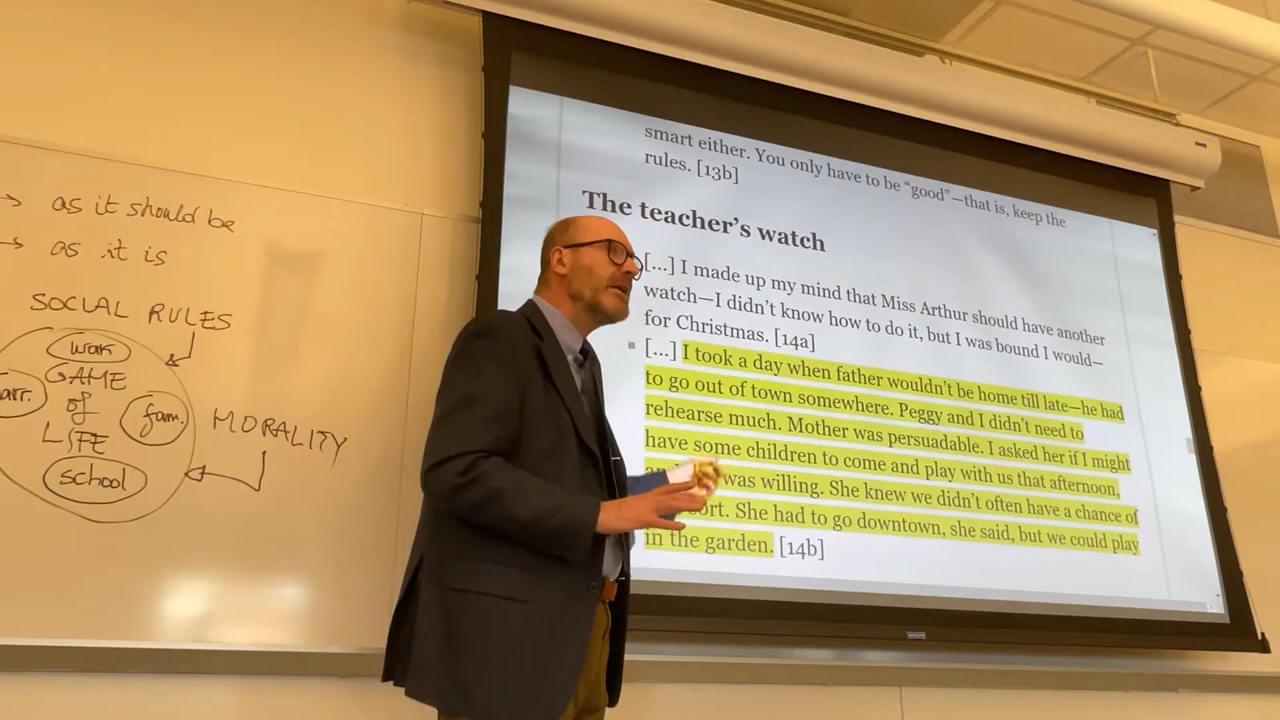 → as it should be
→ as it is
SOCIAL RULES
work
GAME
arr.
of
fam.
LIFE
school
MORALITY
smart either. You only have to be “good”—that is, keep the
rules. [13b]
The teacher’s watch
[...] I made up my mind that Miss Arthur should have another
watch—I didn’t know how to do it, but I was bound I would—
for Christmas. [14a]
[...] I took a day when father wouldn’t be home till late—he had
to go out of town somewhere. Peggy and I didn’t need to
rehearse much. Mother was persuadable. I asked her if I might
have some children to come and play with us that afternoon,
was willing. She knew we didn’t often have a chance of
sort. She had to go downtown, she said, but we could play
in the garden. [14b]